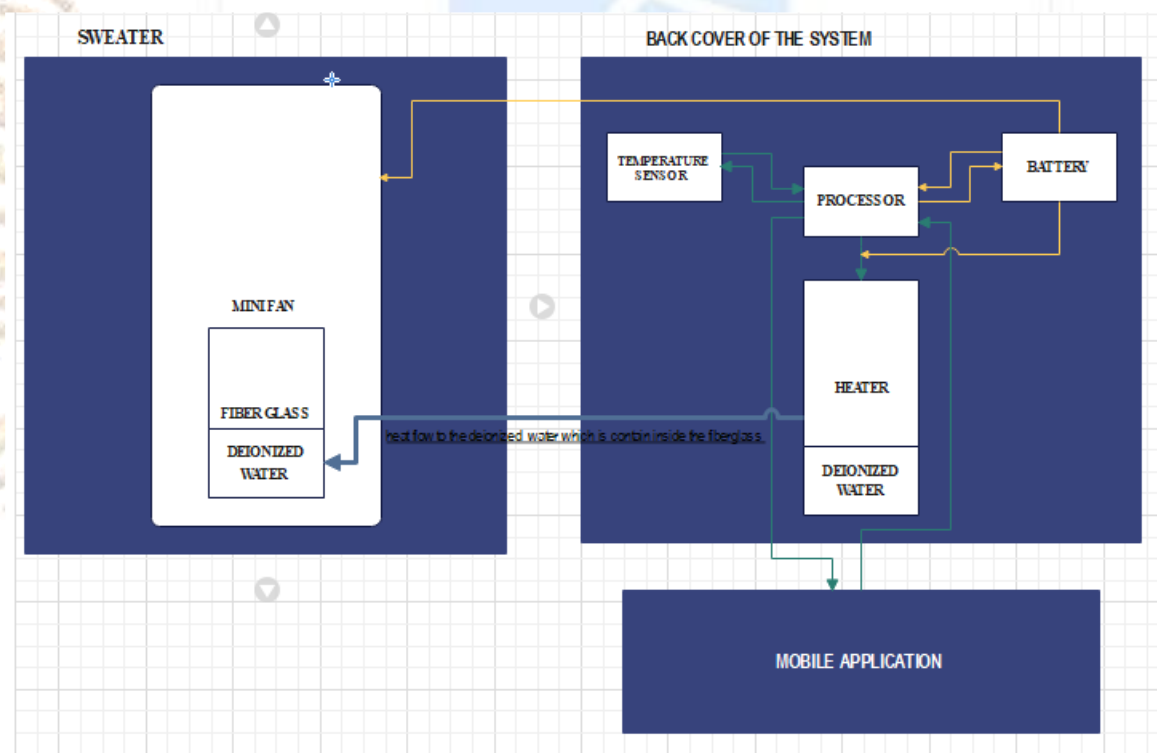 SWEATER
BACK COVER OF THE SYSTEM
TEMPERATURE
SENSOR
PROCESSOR
BATTERY
MINI FAN
FIBER GLASS
DEIONIZED
WATER
HEATER
heat flow to the deionized water which is contain inside the fiberglass.
DEIONIZED
WATER
MOBILE APPLICATION